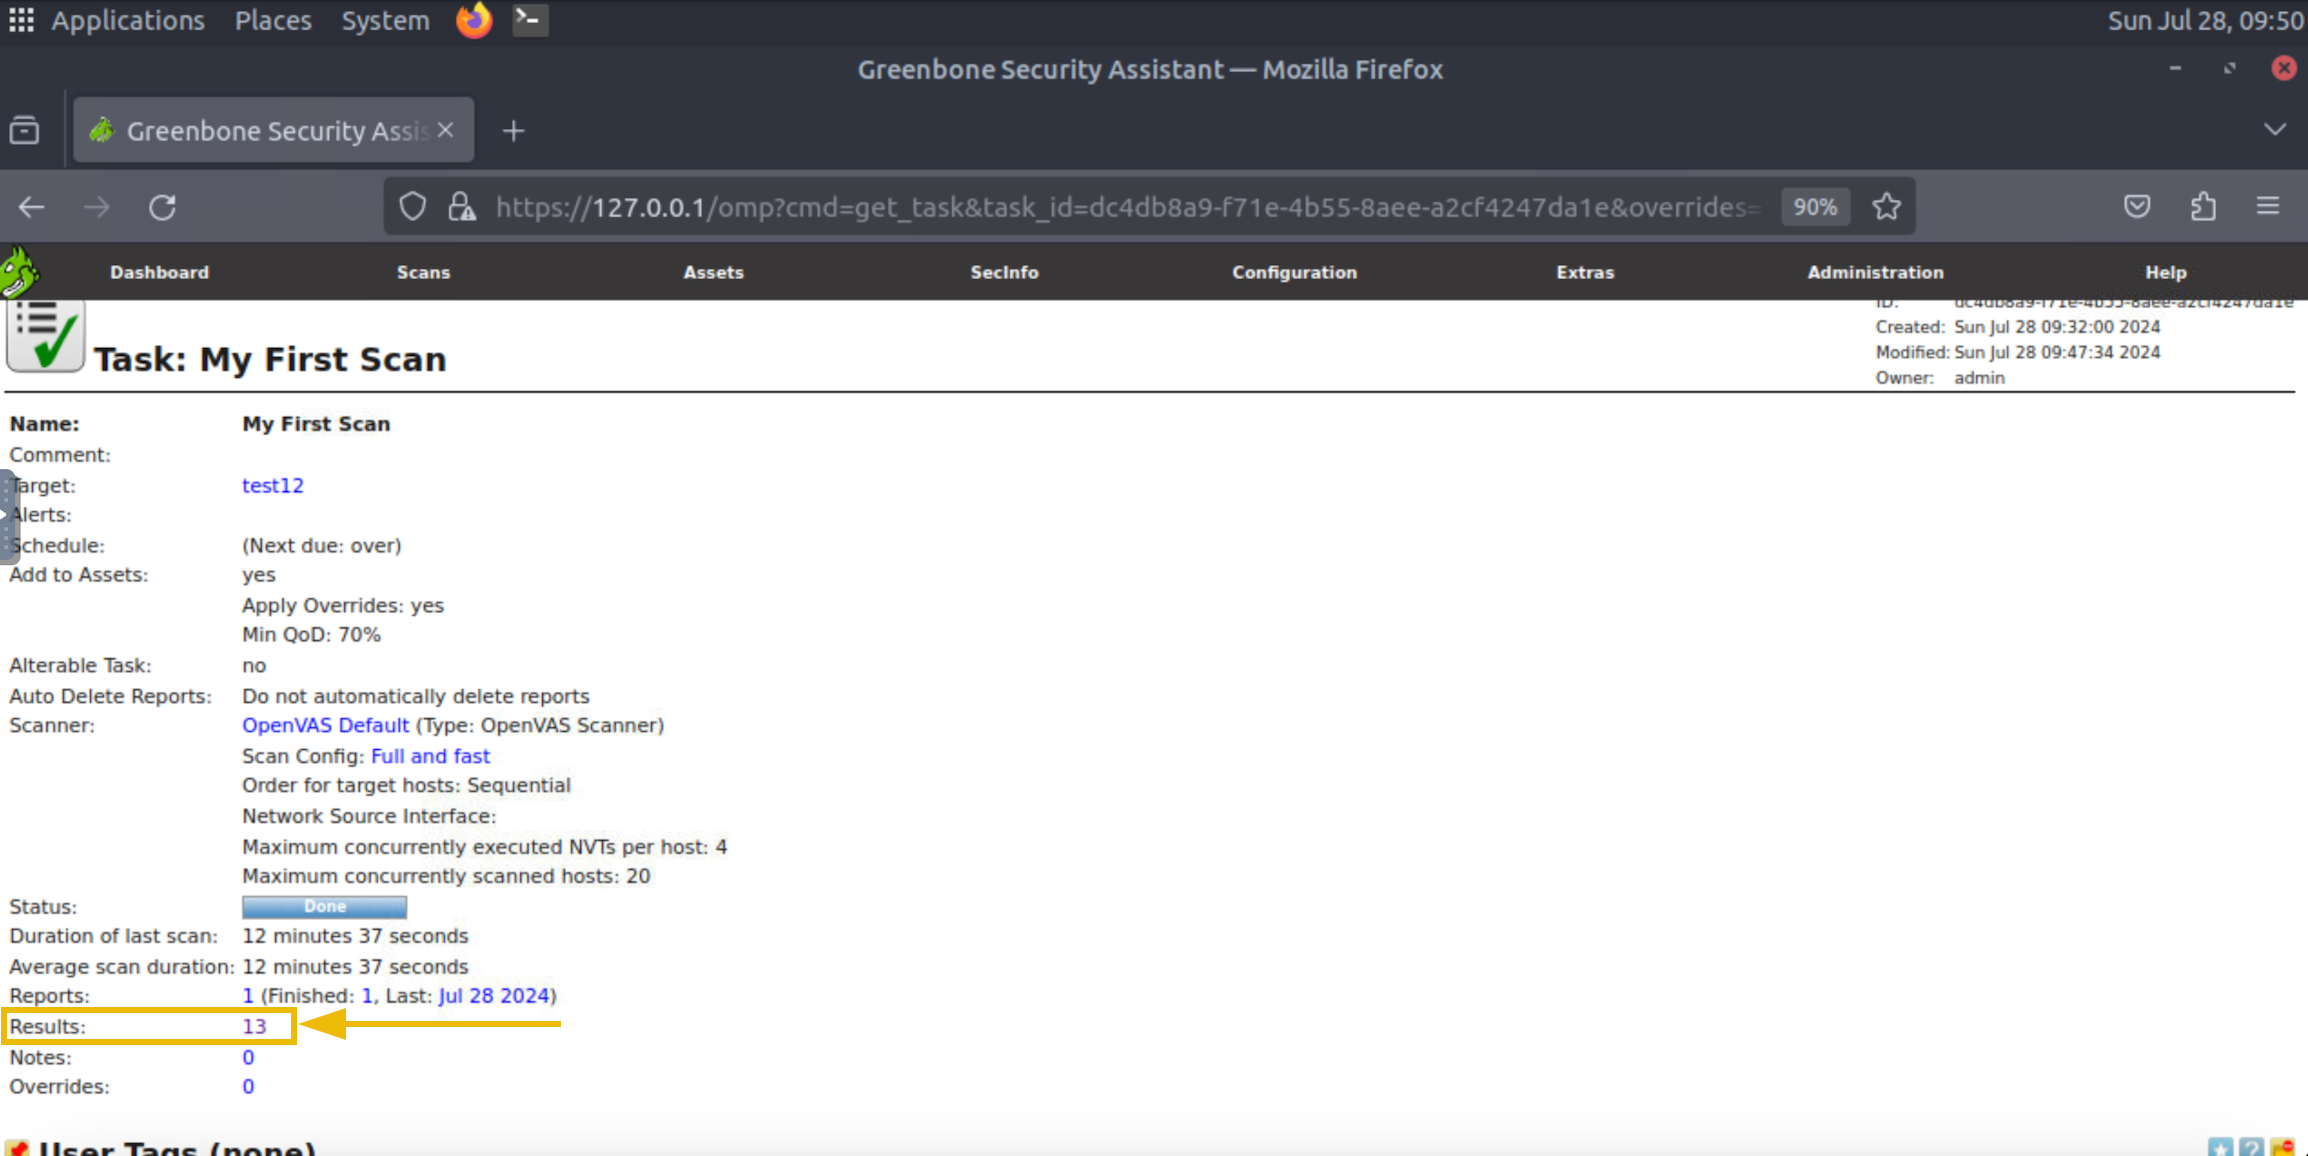 Applications Places System Sun Jul 28, 09:50
Greenbone Security Assistant — Mozilla Firefox
Greenbone Security Assis
https://127.0.0.1/omp?cmd=get_task&task_id=dc4db8a9-f71e-4b55-8aee-a2cf4247da1e&overrides= 90%
Dashboard Scans Assets SecInfo Configuration Extras Administration Help
ID: dc4db8a9-f71e-4b55-8aee-a2cf4247da1e
Created: Sun Jul 28 09:32:00 2024
Modified: Sun Jul 28 09:47:34 2024
Owner: admin
Task: My First Scan
Name: My First Scan
Comment:
Target: test12
Alerts:
Schedule: (Next due: over)
Add to Assets: yes
Apply Overrides: yes
Min QoD: 70%
Alterable Task: no
Auto Delete Reports: Do not automatically delete reports
Scanner: OpenVAS Default (Type: OpenVAS Scanner)
Scan Config: Full and fast
Order for target hosts: Sequential
Network Source Interface:
Maximum concurrently executed NVTs per host: 4
Maximum concurrently scanned hosts: 20
Status: Done
Duration of last scan: 12 minutes 37 seconds
Average scan duration: 12 minutes 37 seconds
Reports: 1 (Finished: 1, Last: Jul 28 2024)
Results: 13
Notes: 0
Overrides: 0
User Tags (none)